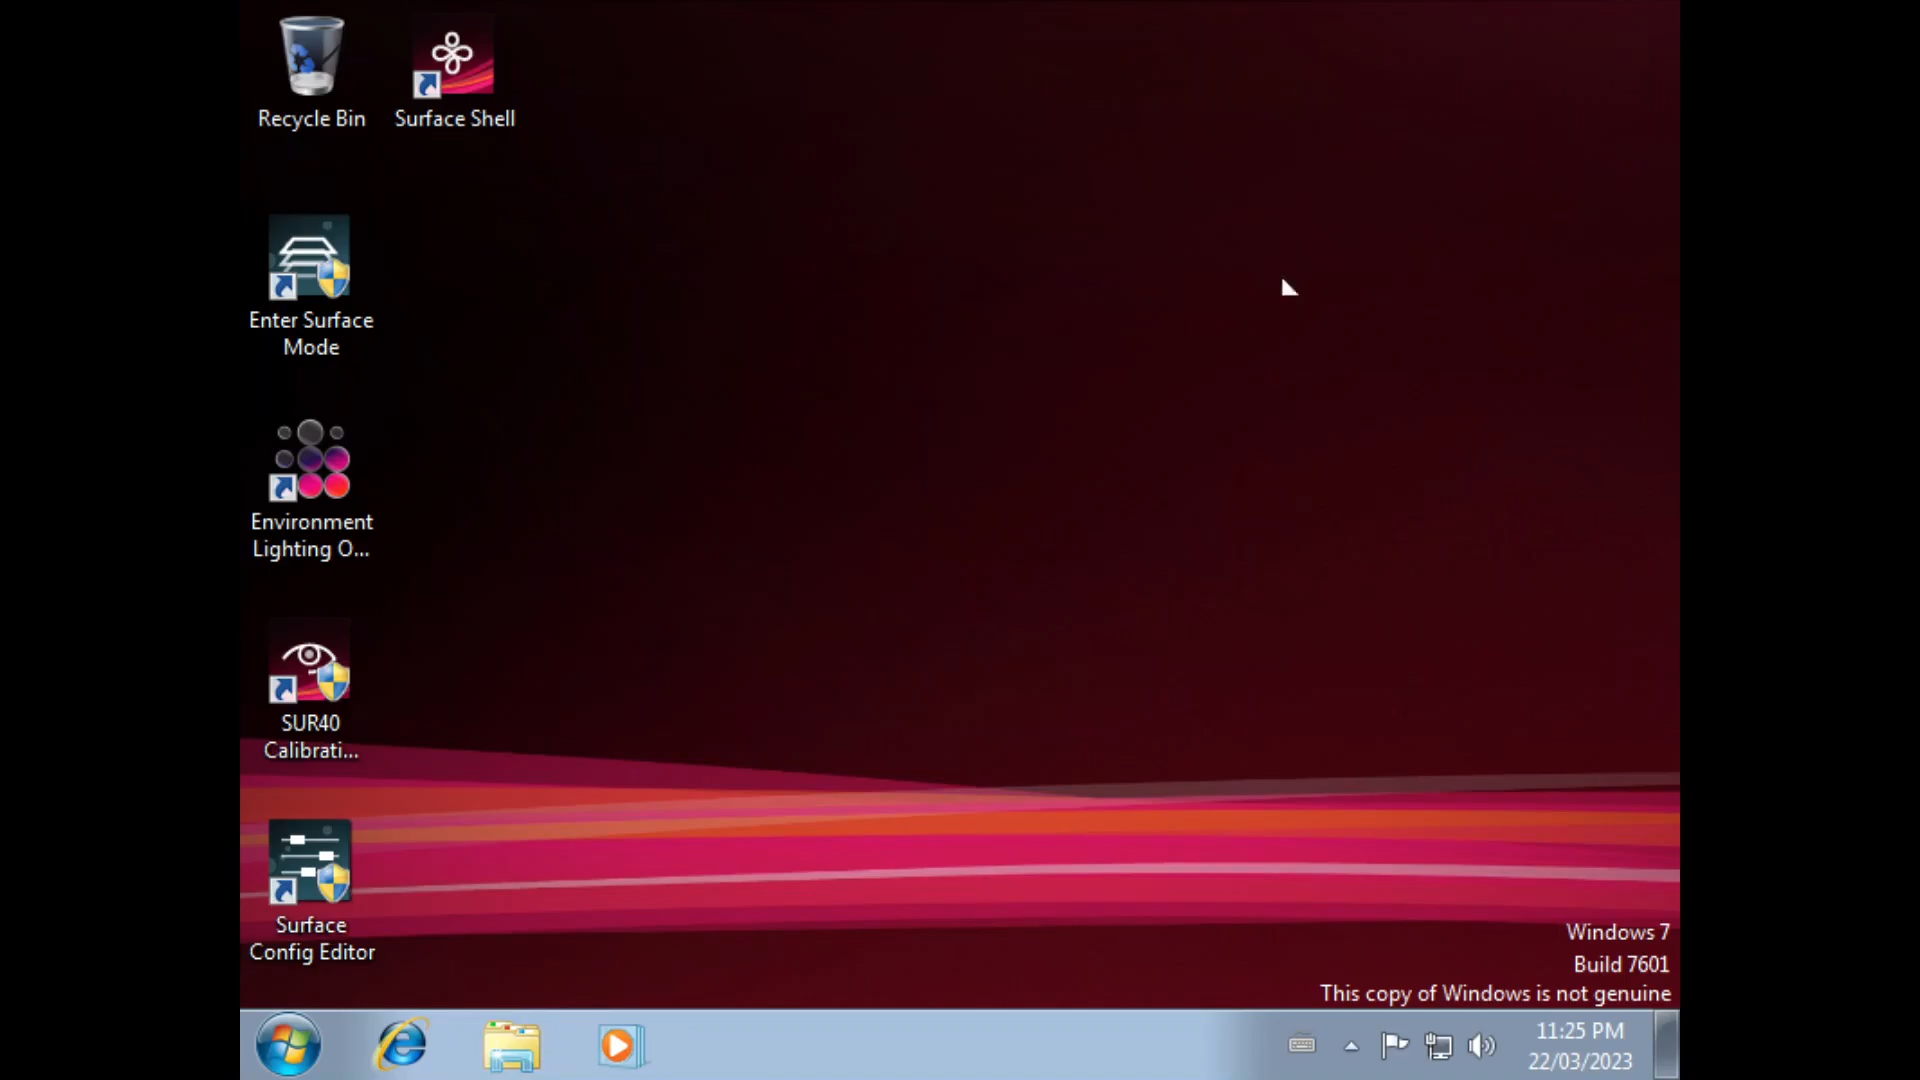 Recycle Bin
Surface Shell
Enter Surface
Mode
Environment
Lighting O...
SUR40
Calibrati...
Surface
Config Editor
Windows 7
Build 7601
This copy of Windows is not genuine
11:25 PM
22/03/2023